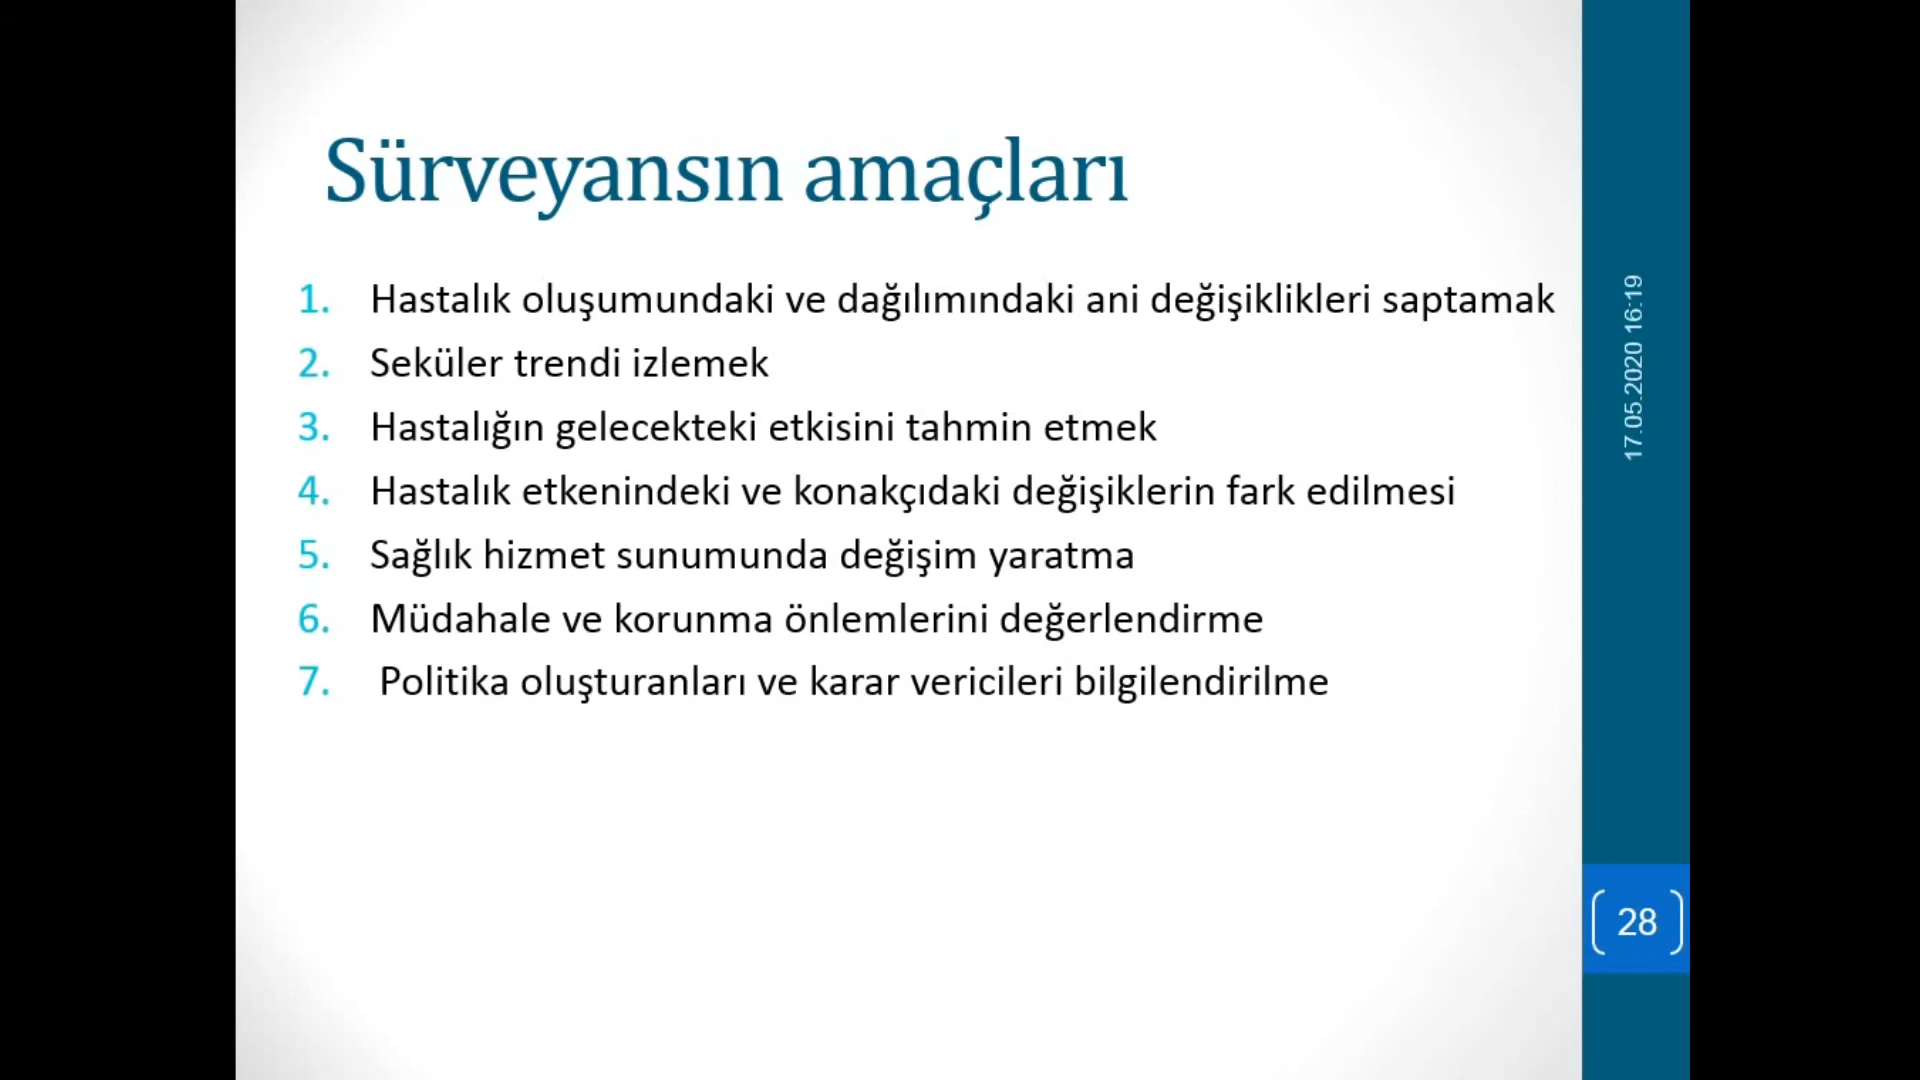 Sürveyansın amaçları
1. Hastalık oluşumundaki ve dağılımındaki ani değişiklikleri saptamak
2. Seküler trendi izlemek
3. Hastalığın gelecekteki etkisini tahmin etmek
4. Hastalık etkenindeki ve konakçıdaki değişiklerin fark edilmesi
5. Sağlık hizmet sunumunda değişim yaratma
6. Müdahale ve korunma önlemlerini değerlendirme
7. Politika oluşturanları ve karar vericileri bilgilendirilme
17.05.2020 16:19
28